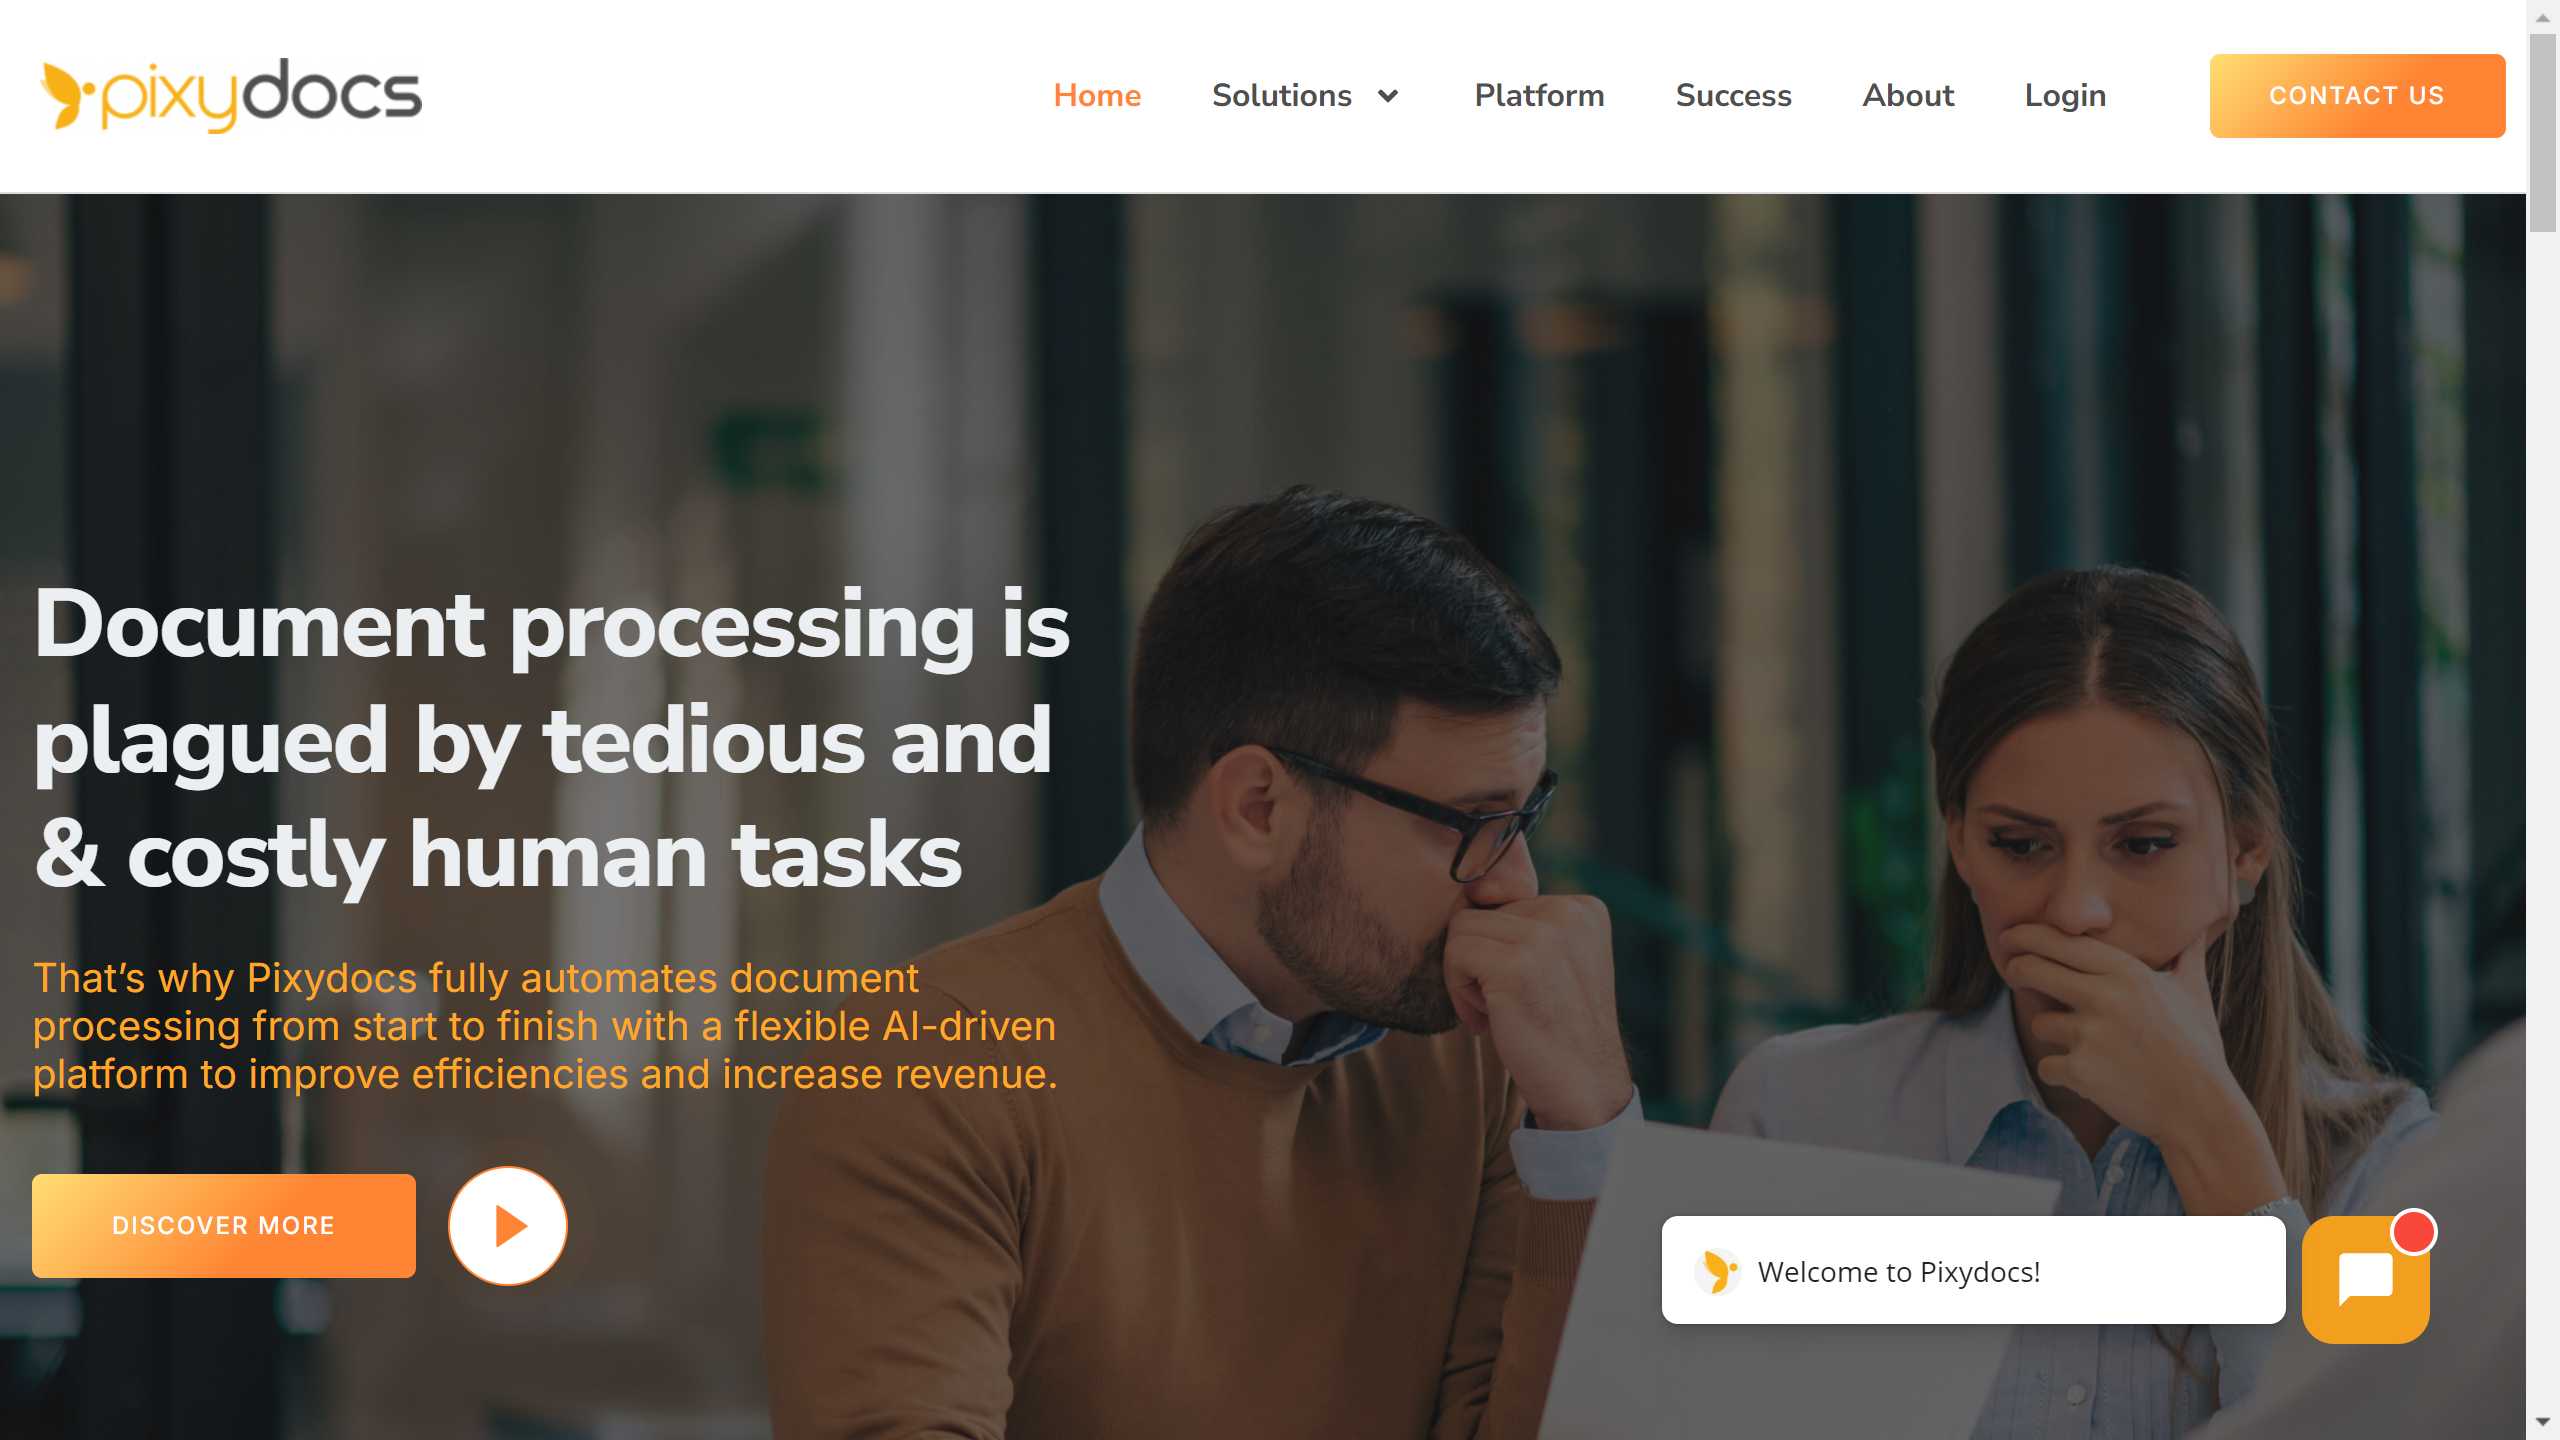 pixydocs
Home
Solutions
Platform
Success
About
Login
CONTACT US
Document processing is
plagued by tedious and
& costly human tasks
That’s why Pixydocs fully automates document
processing from start to finish with a flexible AI-driven
platform to improve efficiencies and increase revenue.
DISCOVER MORE
Welcome to Pixydocs!